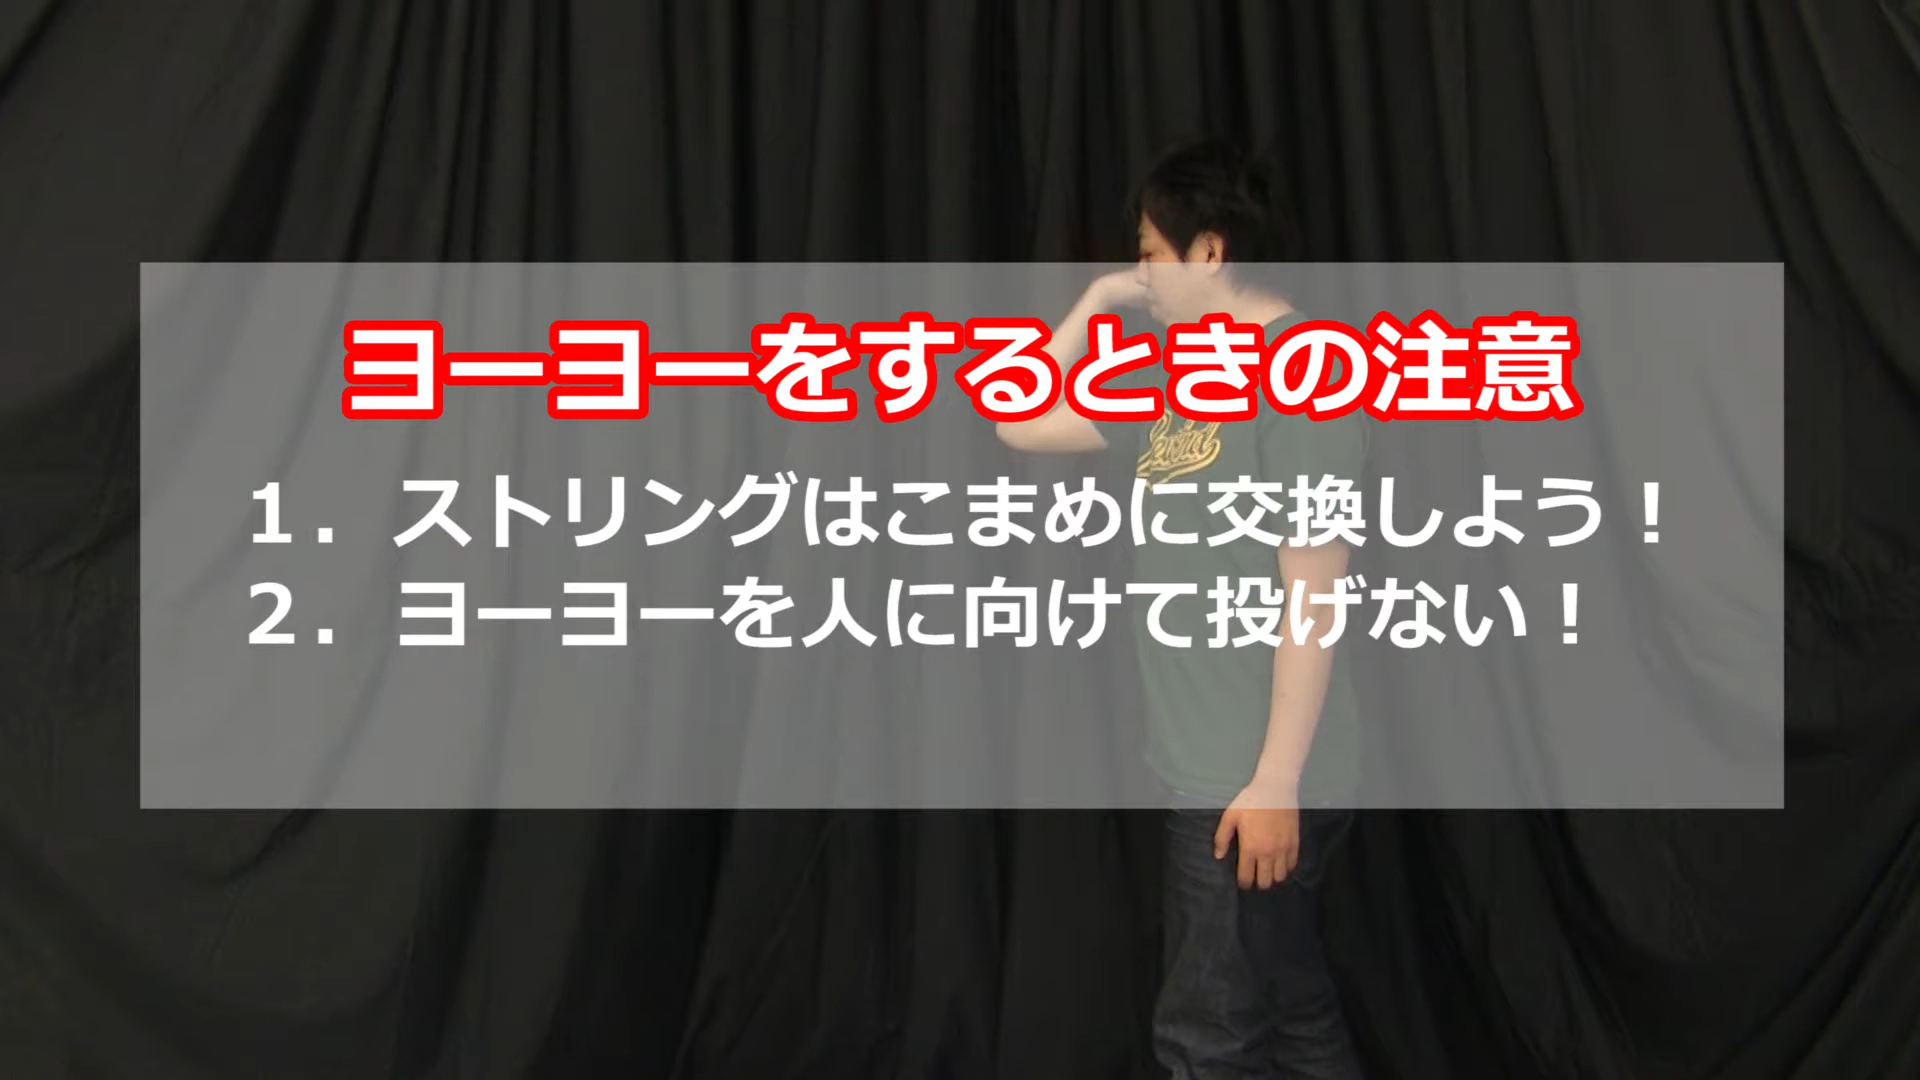 ヨーヨーをするときの注意
１．ストリングはこまめに交換しよう！
２．ヨーヨーを人に向けて投げない！